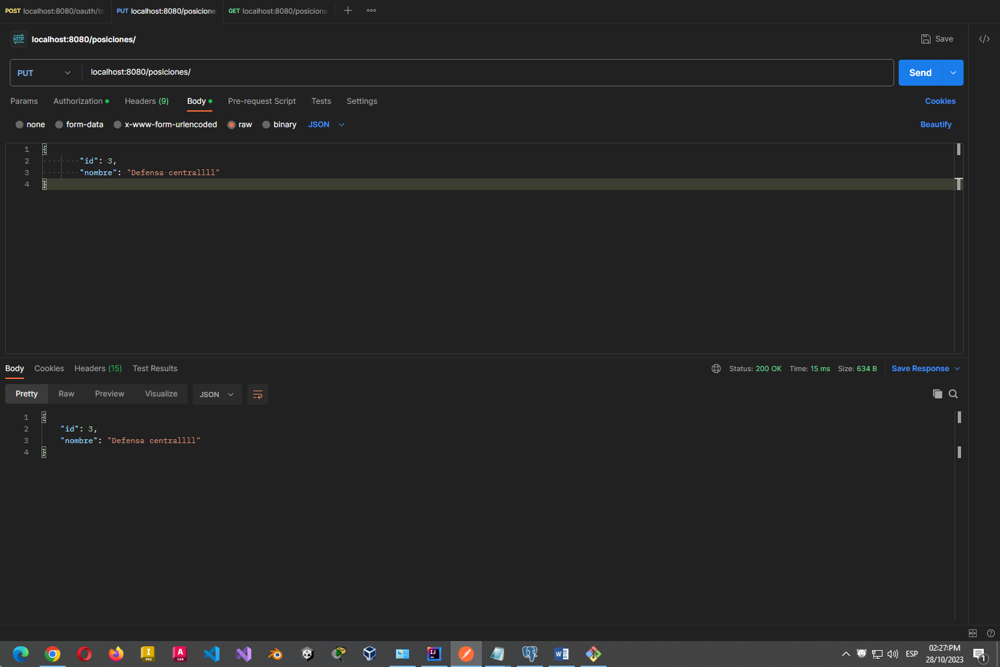 POST localhost:8080/oauth/to
PUT localhost:8080/posicione
GET localhost:8080/posicione
HTTP localhost:8080/posiciones/
Save
PUT localhost:8080/posiciones/
Send
Params Authorization Headers (9) Body Pre-request Script Tests Settings
Cookies
none form-data x-www-form-urlencoded raw binary JSON
Beautify
1 {
2 "id": 3,
3 "nombre": "Defensa centrallll"
4 }
Body Cookies Headers (15) Test Results
Status: 200 OK Time: 15 ms Size: 634 B Save Response
Pretty Raw Preview Visualize JSON
1 {
2 "id": 3,
3 "nombre": "Defensa centrallll"
4 }
ESP
02:27:PM
28/10/2023
1